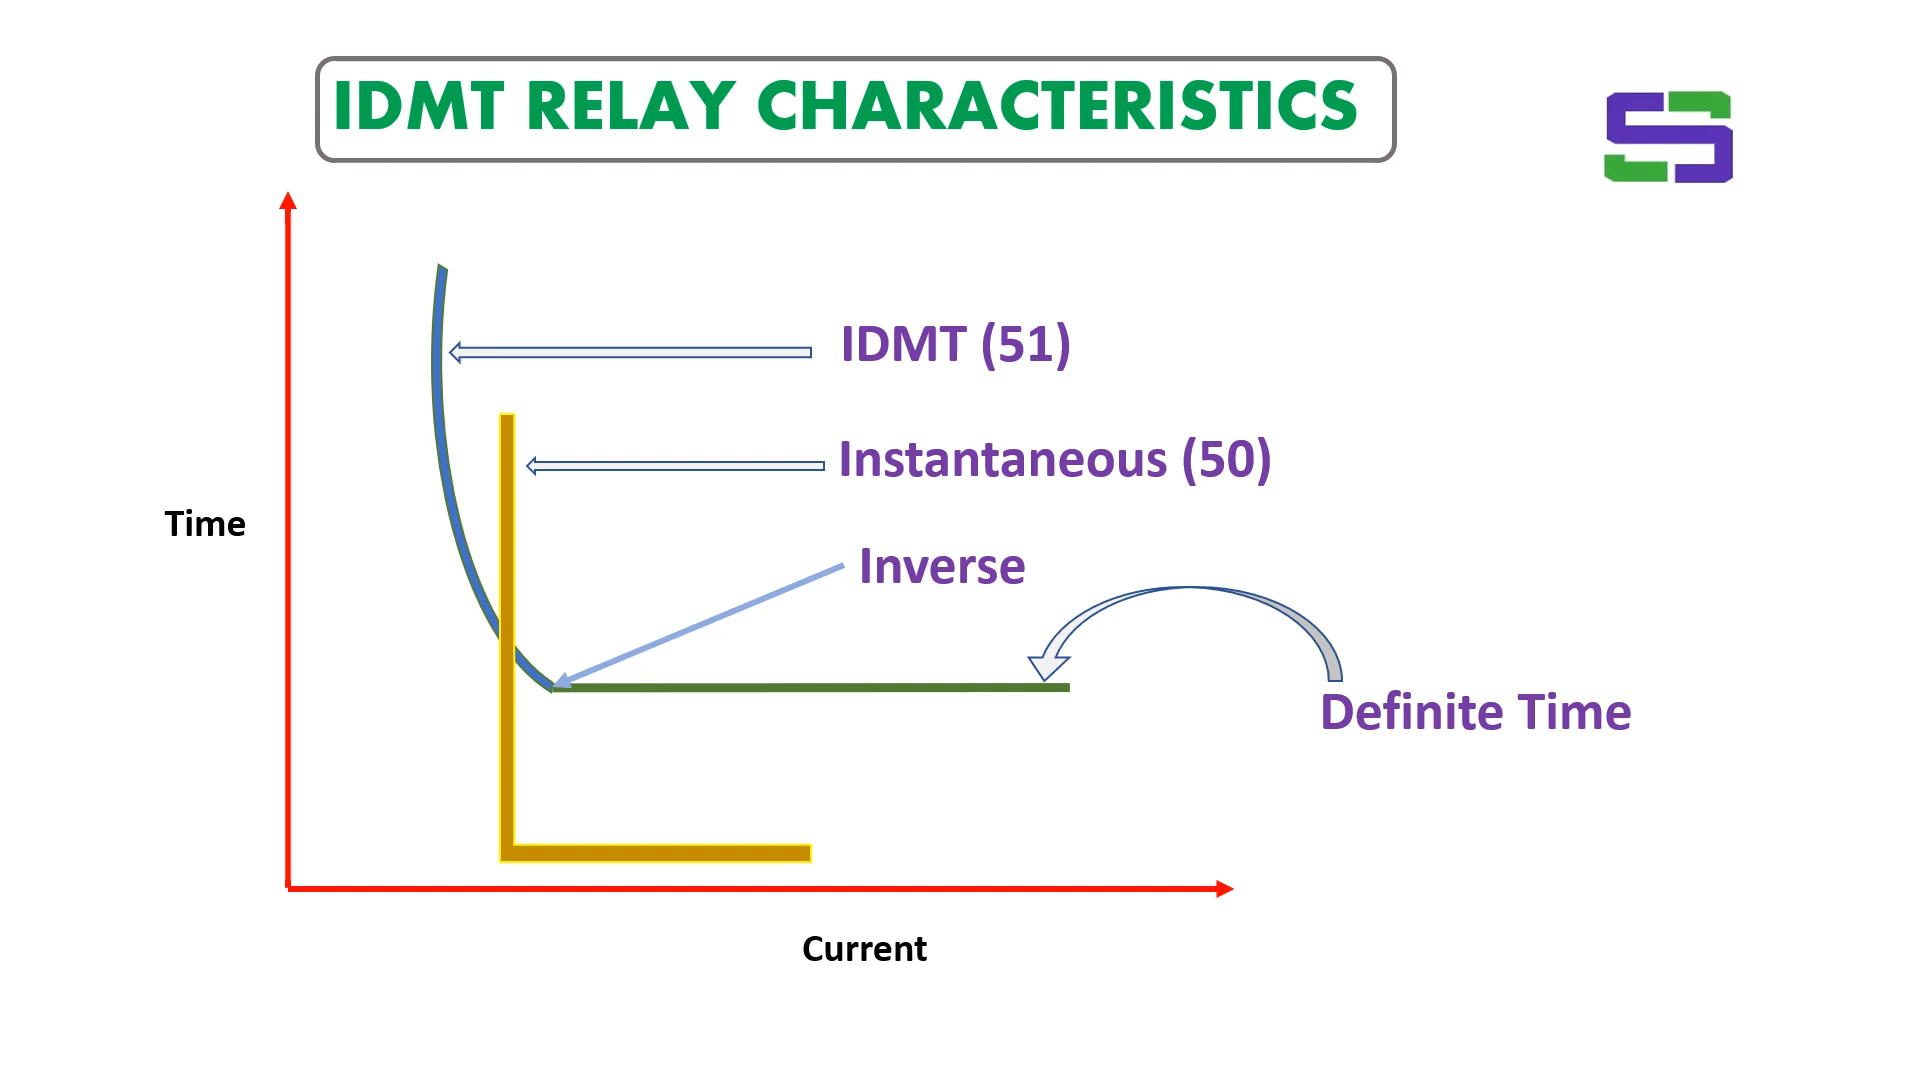 IDMT RELAY CHARACTERISTICS
IDMT (51)
Instantaneous (50)
Time
Inverse
Definite Time
Current